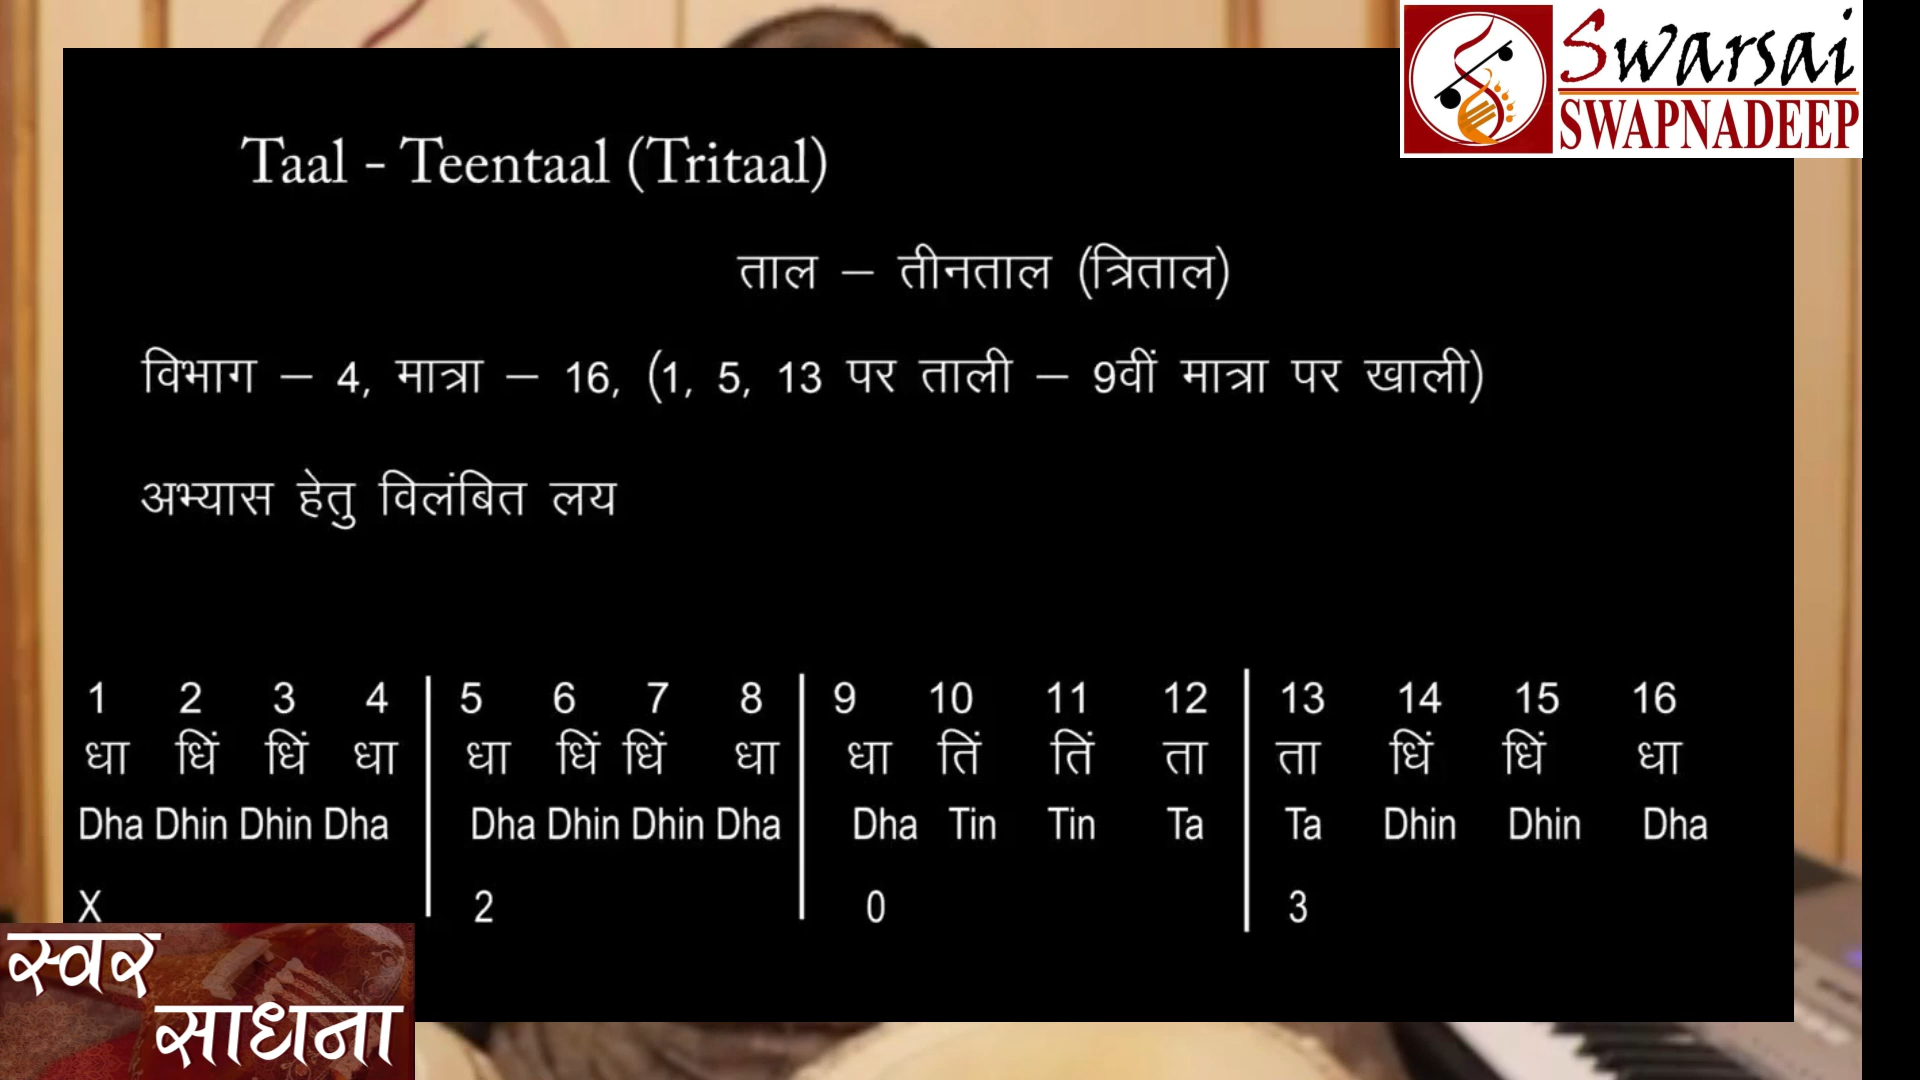 Swarsai
SWAPNADEEP
Taal - Teentaal (Tritaal)
ताल – तीनताल (त्रिताल)
विभाग – 4, मात्रा – 16, (1, 5, 13 पर ताली – 9वीं मात्रा पर खाली)
अभ्यास हेतु विलंबित लय
1 2 3 4 5 6 7 8 9 10 11 12 13 14 15 16
धा धिं धिं धा धा धिं धिं धा धा तिं तिं ता ता धिं धिं धा
Dha Dhin Dhin Dha Dha Dhin Dhin Dha Dha Tin Tin Ta Ta Dhin Dhin Dha
X 2 0 3
स्वर
साधना